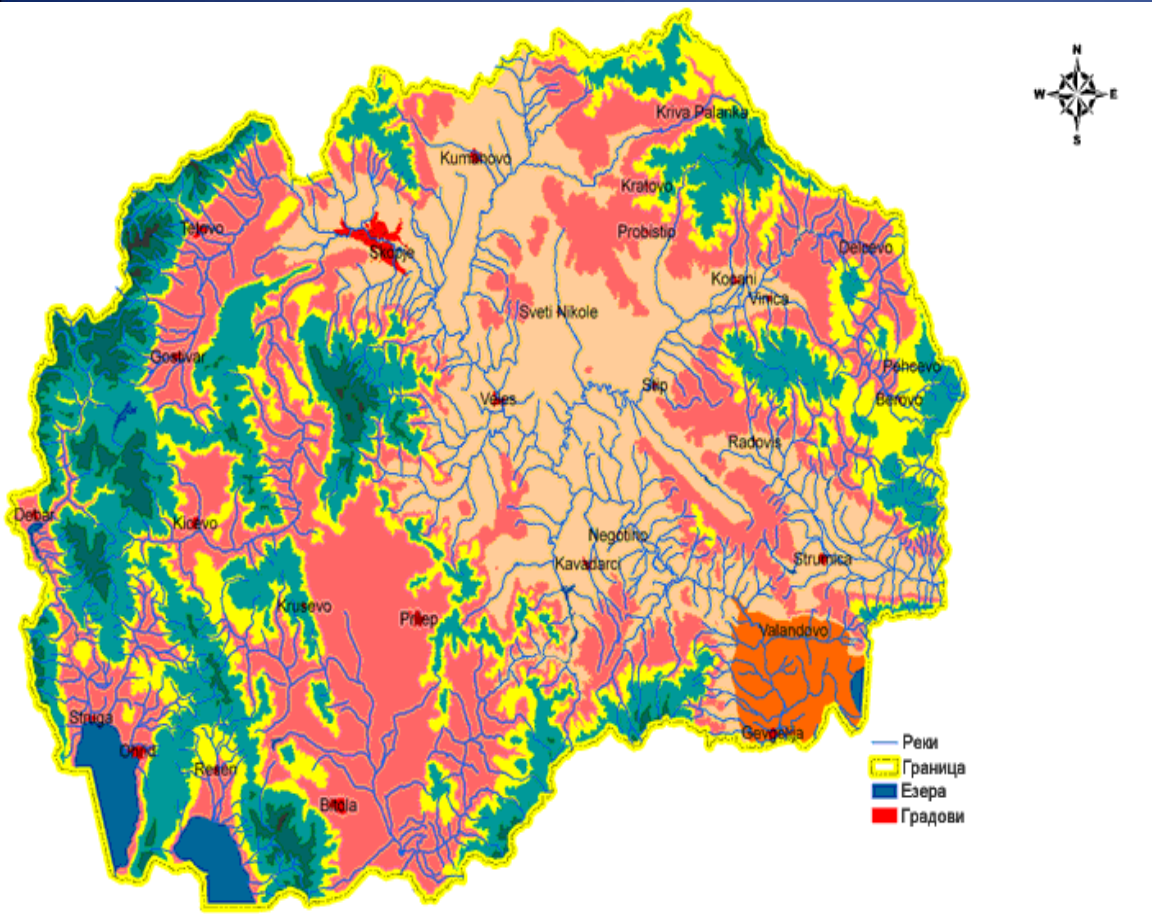 N
W E
S
Kriva Palanka
Kumanovo
Kratovo
Tetovo
Probistip
Skopje
Delcevo
Kocani
Vinica
Sveti Nikole
Gostivar
Pehcevo
Stip
Veles
Berovo
Radovis
Debar
Kicevo
Negotino
Kavadarci
Strumica
Krusevo
Prilep
Valandovo
Struga
Ohrid
Gevgelija
Resen
Bitola
Реки
Граница
Езера
Градови